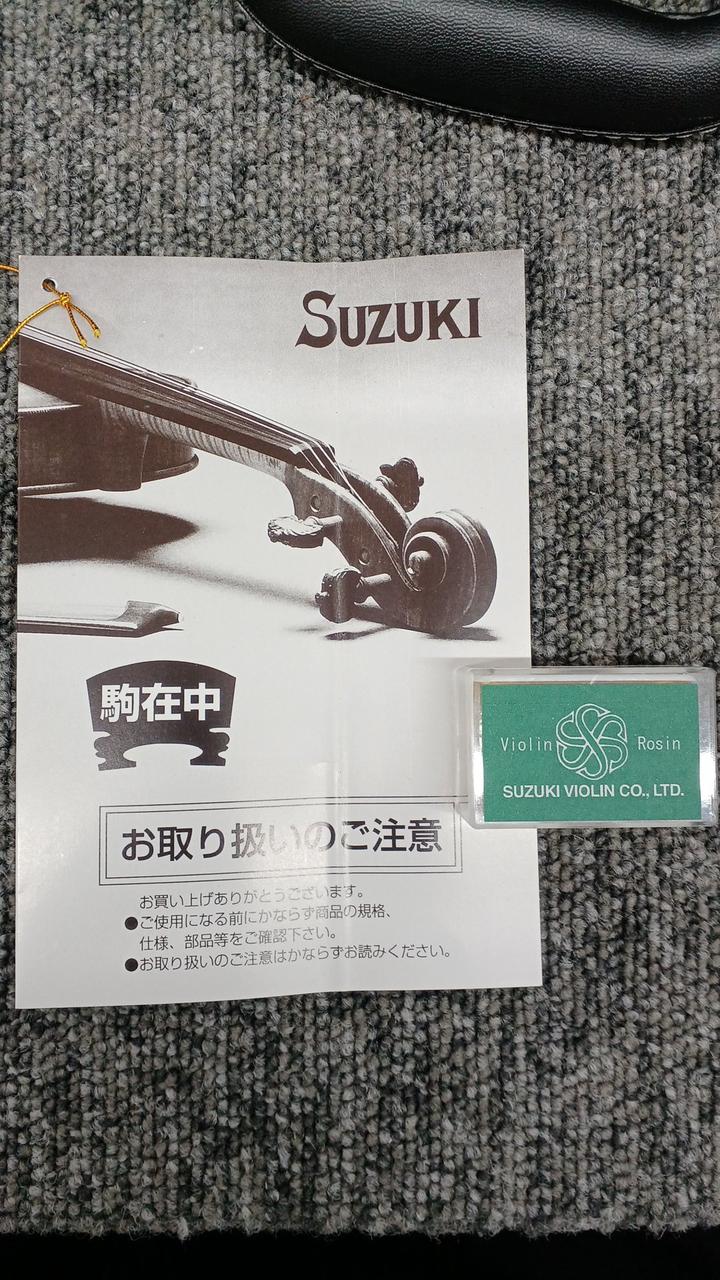 SUZUKI
駒在中
お取り扱いのご注意
お買い上げありがとうございます。
●ご使用になる前にかならず商品の規格、
仕様、部品等をご確認下さい。
●お取り扱いのご注意はかならずお読みください。
Violin Rosin
SUZUKI VIOLIN CO., LTD.